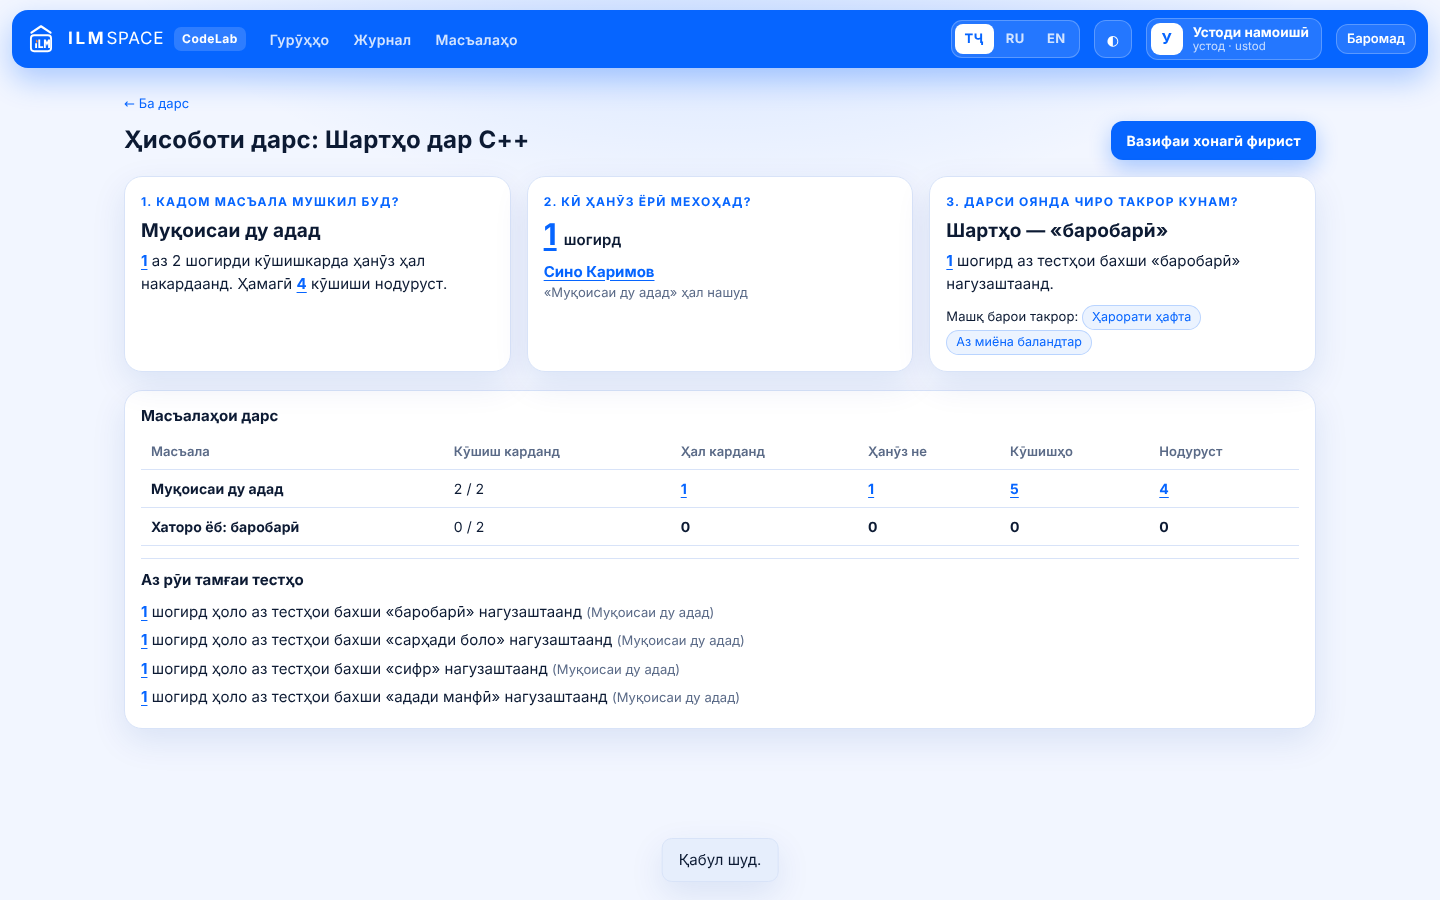 ILM SPACE CodeLab Гурӯҳҳо Журнал Масъалаҳо ТҶ RU EN У Устоди намоишӣ Баромад
устод · ustod
← Ба дарс
Ҳисоботи дарс: Шартҳо дар C++
Вазифаи хонагӣ фирист
1. КАДОМ МАСЪАЛА МУШКИЛ БУД?
Муқоисаи ду адад
1 аз 2 шогирди кӯшишкарда ҳанӯз ҳал
накардаанд. Ҳамагӣ 4 кӯшиши нодуруст.
2. КӢ ҲАНӮЗ ЁРӢ МЕХОҲАД?
1 шогирд
Сино Каримов
«Муқоисаи ду адад» ҳал нашуд
3. ДАРСИ ОЯНДА ЧИРО ТАКРОР КУНАМ?
Шартҳо — «баробарӣ»
1 шогирд аз тестҳои бахши «баробарӣ»
нагузаштаанд.
Машқ барои такрор: Ҳарорати ҳафта
Аз миёна баландтар
Масъалаҳои дарс
Масъала Кӯшиш карданд Ҳал карданд Ҳанӯз не Кӯшишҳо Нодуруст
Муқоисаи ду адад 2 / 2 1 1 5 4
Хаторо ёб: баробарӣ 0 / 2 0 0 0 0
Аз рӯи тамғаи тестҳо
1 шогирд ҳоло аз тестҳои бахши «баробарӣ» нагузаштаанд (Муқоисаи ду адад)
1 шогирд ҳоло аз тестҳои бахши «сарҳади боло» нагузаштаанд (Муқоисаи ду адад)
1 шогирд ҳоло аз тестҳои бахши «сифр» нагузаштаанд (Муқоисаи ду адад)
1 шогирд ҳоло аз тестҳои бахши «адади манфӣ» нагузаштаанд (Муқоисаи ду адад)
Қабул шуд.